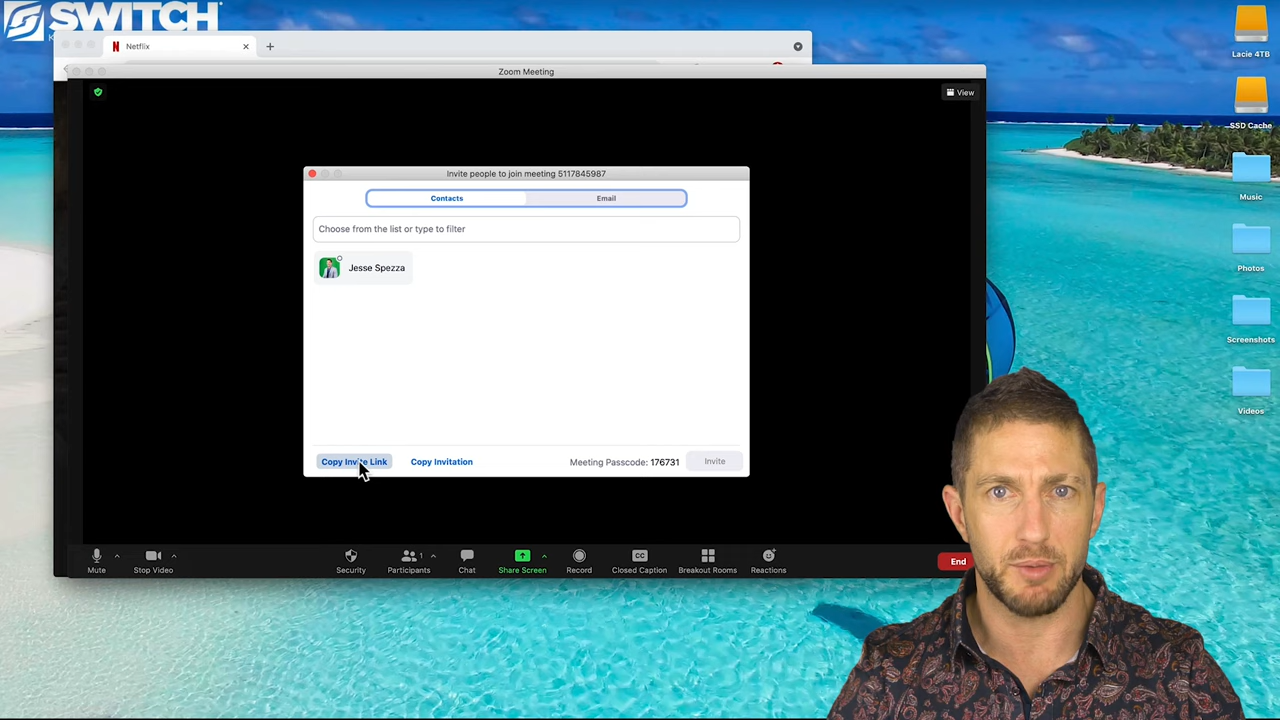 SWITCH
Netflix
Zoom Meeting
View
Invite people to join meeting 5117845987
Contacts
Email
Choose from the list or type to filter
Jesse Spezza
Copy Invite Link
Copy Invitation
Meeting Passcode: 176731
Invite
Mute
Stop Video
Security
1
Participants
Chat
Share Screen
Record
CC
Closed Caption
Breakout Rooms
Reactions
End
Lacie 4TB
SSD Cache
Music
Photos
Screenshots
Videos